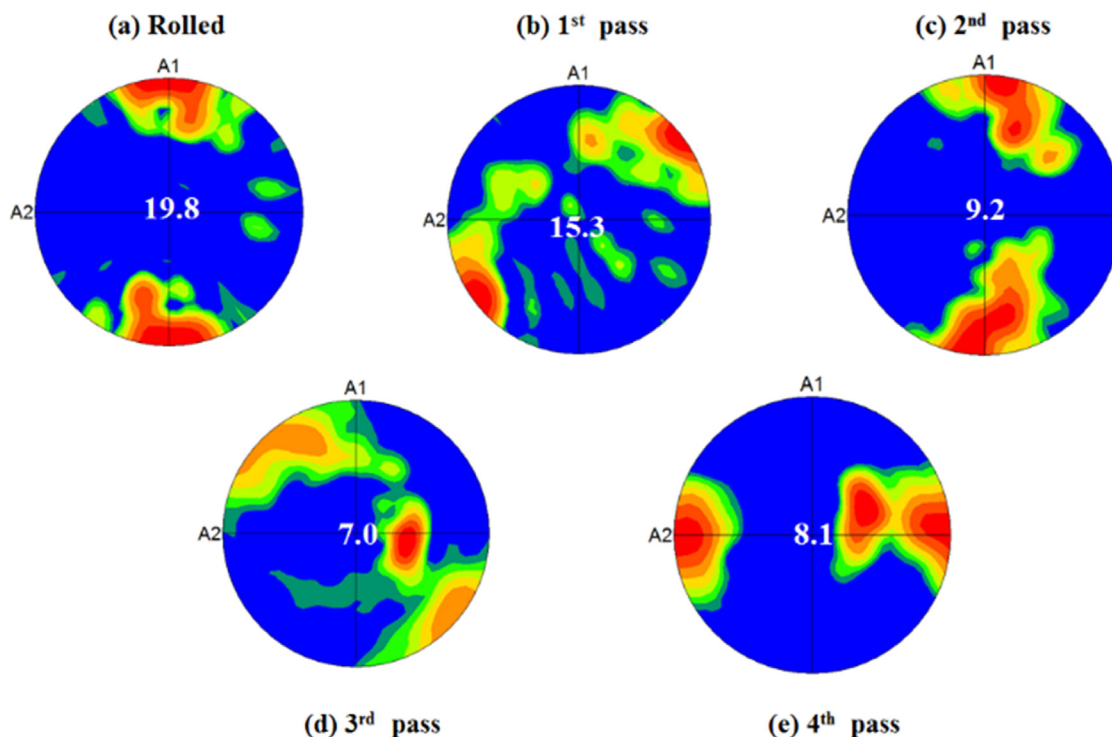 (a) Rolled
(b) 1st pass
(c) 2nd pass
A1
A2
19.8
A1
A2
15.3
A1
A2
9.2
A1
A2
7.0
A1
A2
8.1
(d) 3rd pass
(e) 4th pass